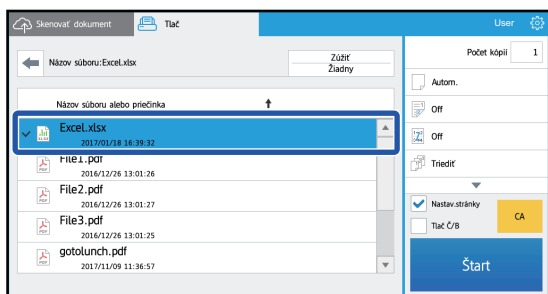 Skenovať dokument
Tlač
User
Názov súboru:Excel.xlsx
Zúžiť
Žiadny
Počet kópií
1
Názov súboru alebo priečinka
Excel.xlsx
2017/01/18 16:39:32
File1.pdf
2016/12/26 13:01:26
File2.pdf
2016/12/26 13:01:27
File3.pdf
2016/12/26 13:01:25
gotolunch.pdf
2017/11/09 11:36:57
Autom.
Off
Off
Triediť
Nastav.stránky
Tlač Č/B
CA
Štart